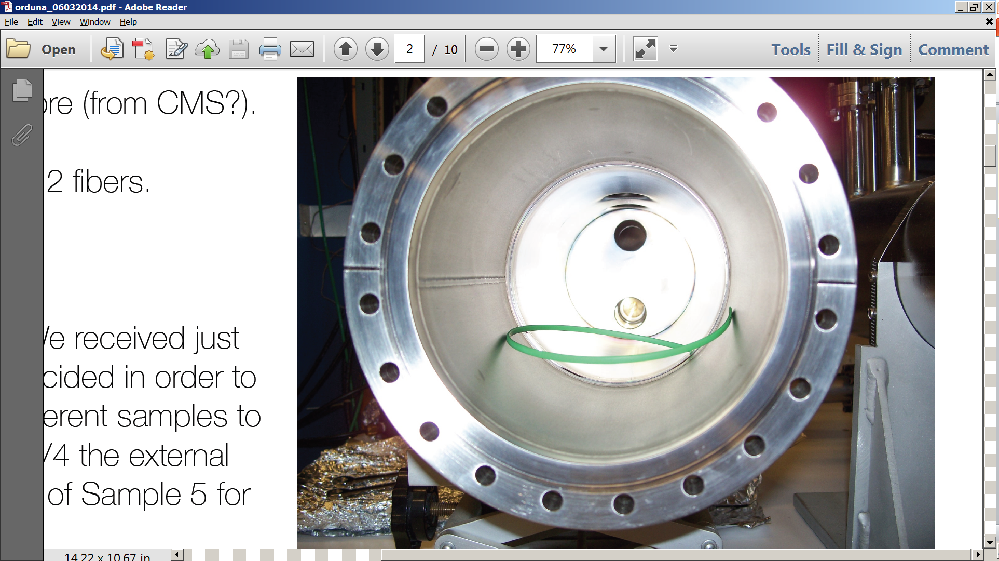 orduna_06032014.pdf - Adobe Reader
File Edit View Window Help
Open 2 / 10 77% Tools Fill & Sign Comment
ore (from CMS?).
2 fibers.
We received just
cided in order to
erent samples to
/4 the external
of Sample 5 for
14.22 x 10.67 in